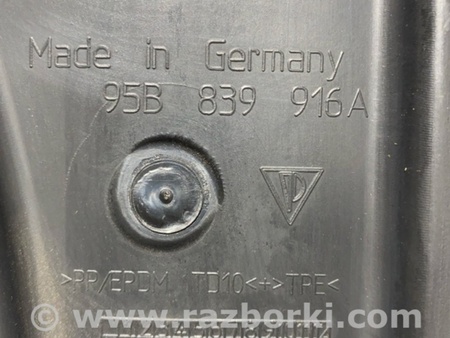 Made in Germany
95B 839 916A
>PP/EPDM TD10<+>TPE<
© www.razborki.com